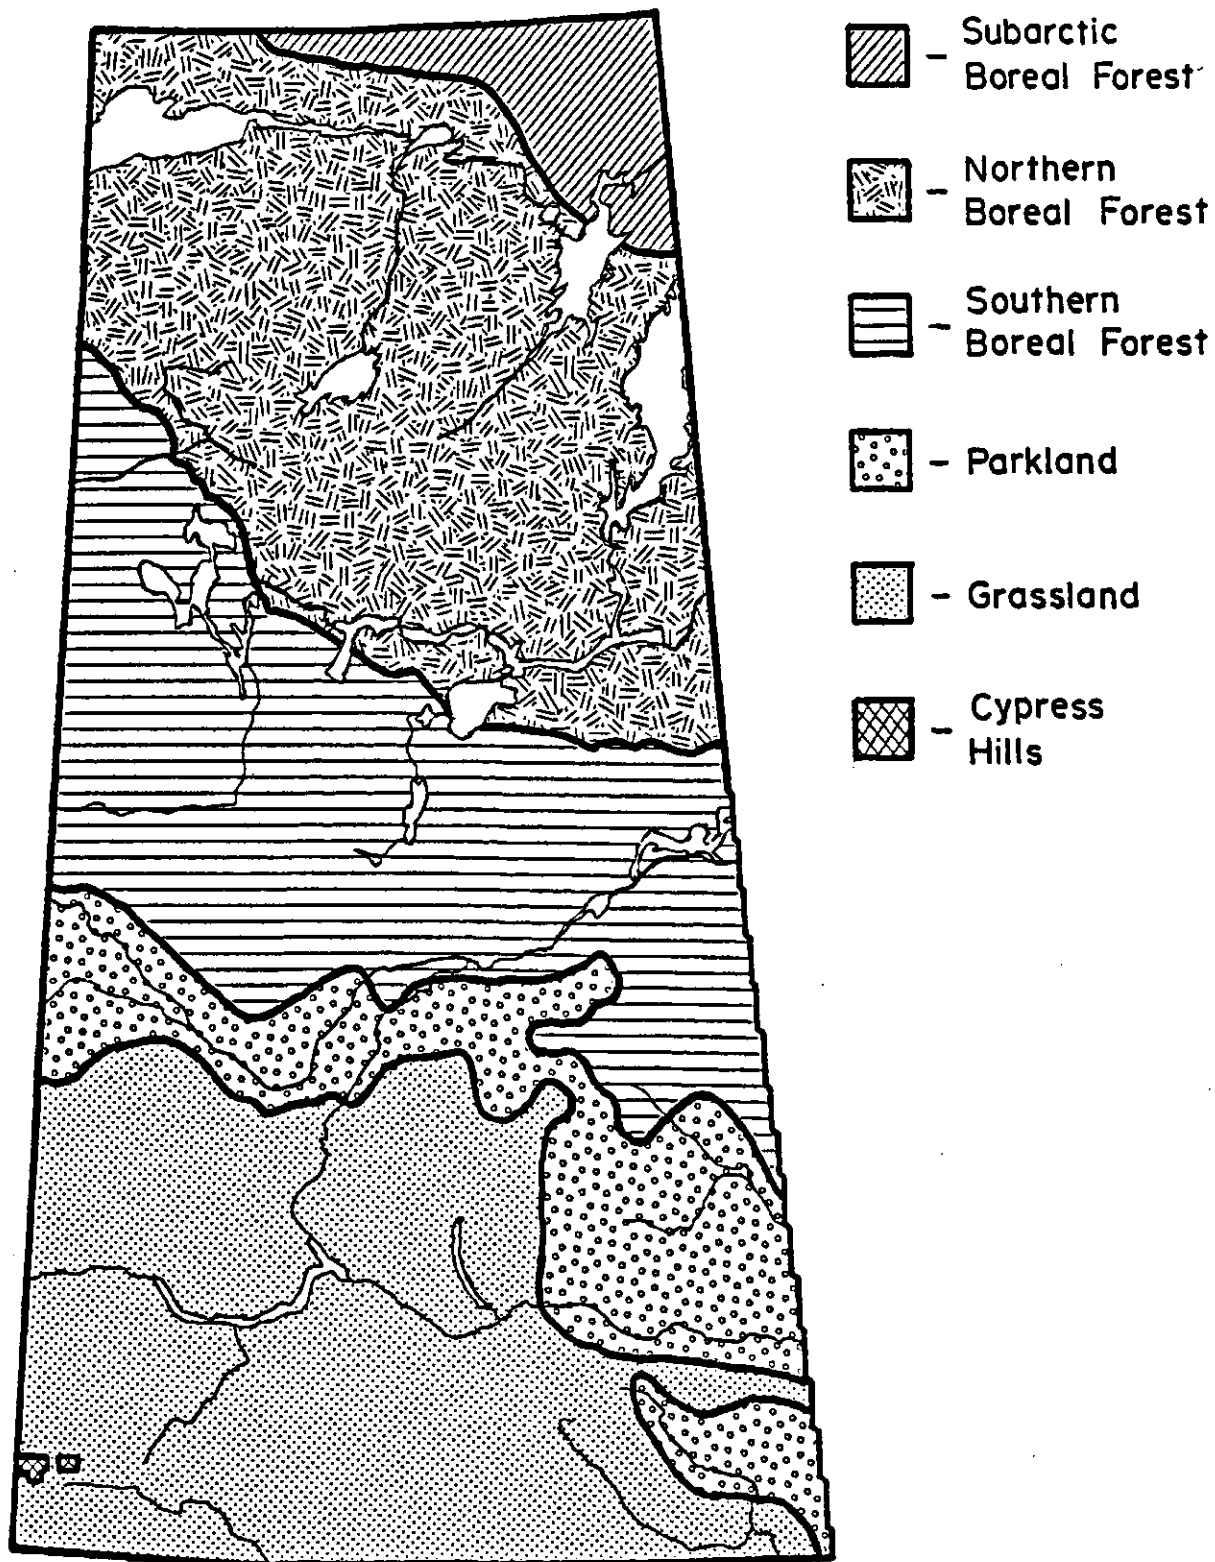 – Subarctic
Boreal Forest
– Northern
Boreal Forest
– Southern
Boreal Forest
– Parkland
– Grassland
– Cypress
Hills